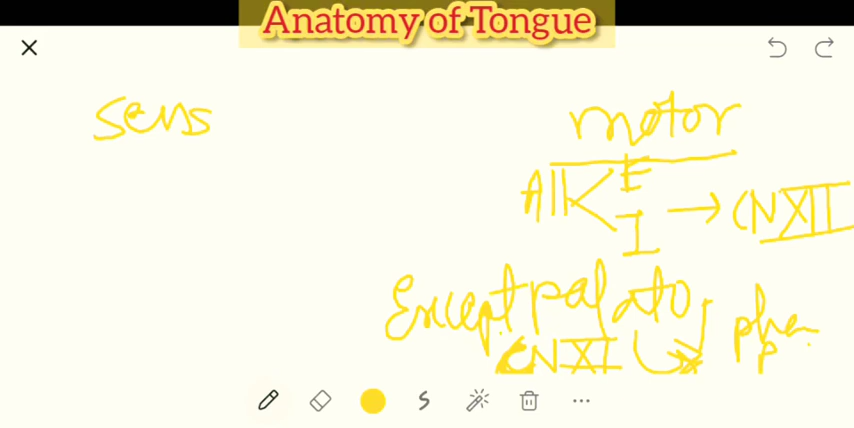 Anatomy of Tongue
sens
motor
All E
I → CN XII
Except palato
CN XI